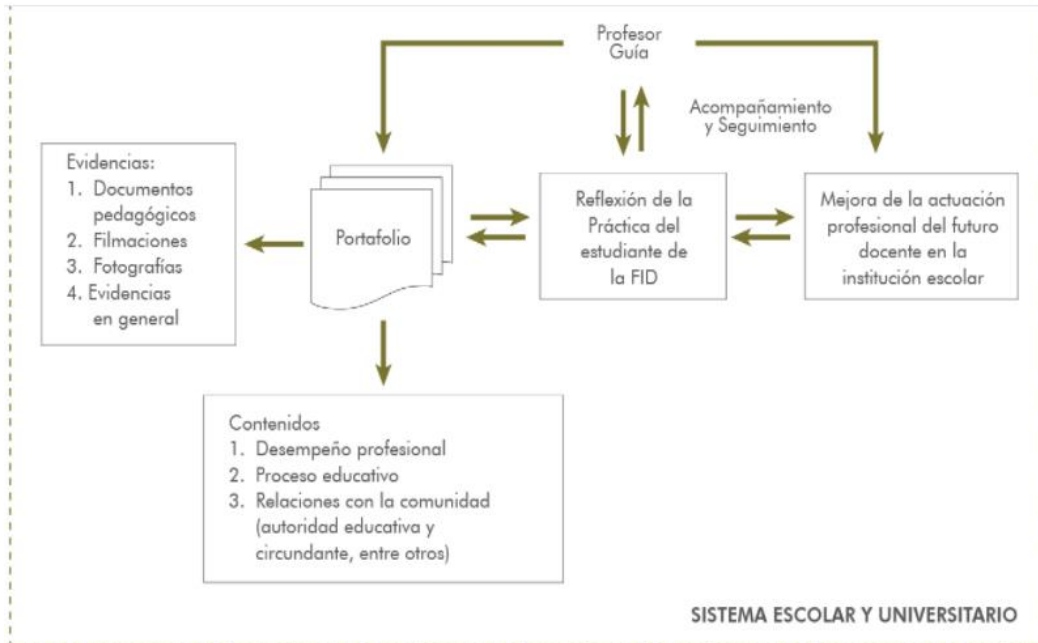 Profesor
Guía
Acompañamiento
y Seguimiento
Evidencias:
1. Documentos
pedagógicos
2. Filmaciones
3. Fotografías
4. Evidencias
en general
Portafolio
Reflexión de la
Práctica del
estudiante de
la FID
Mejora de la actuación
profesional del futuro
docente en la
institución escolar
Contenidos
1. Desempeño profesional
2. Proceso educativo
3. Relaciones con la comunidad
(autoridad educativa y
circundante, entre otros)
SISTEMA ESCOLAR Y UNIVERSITARIO